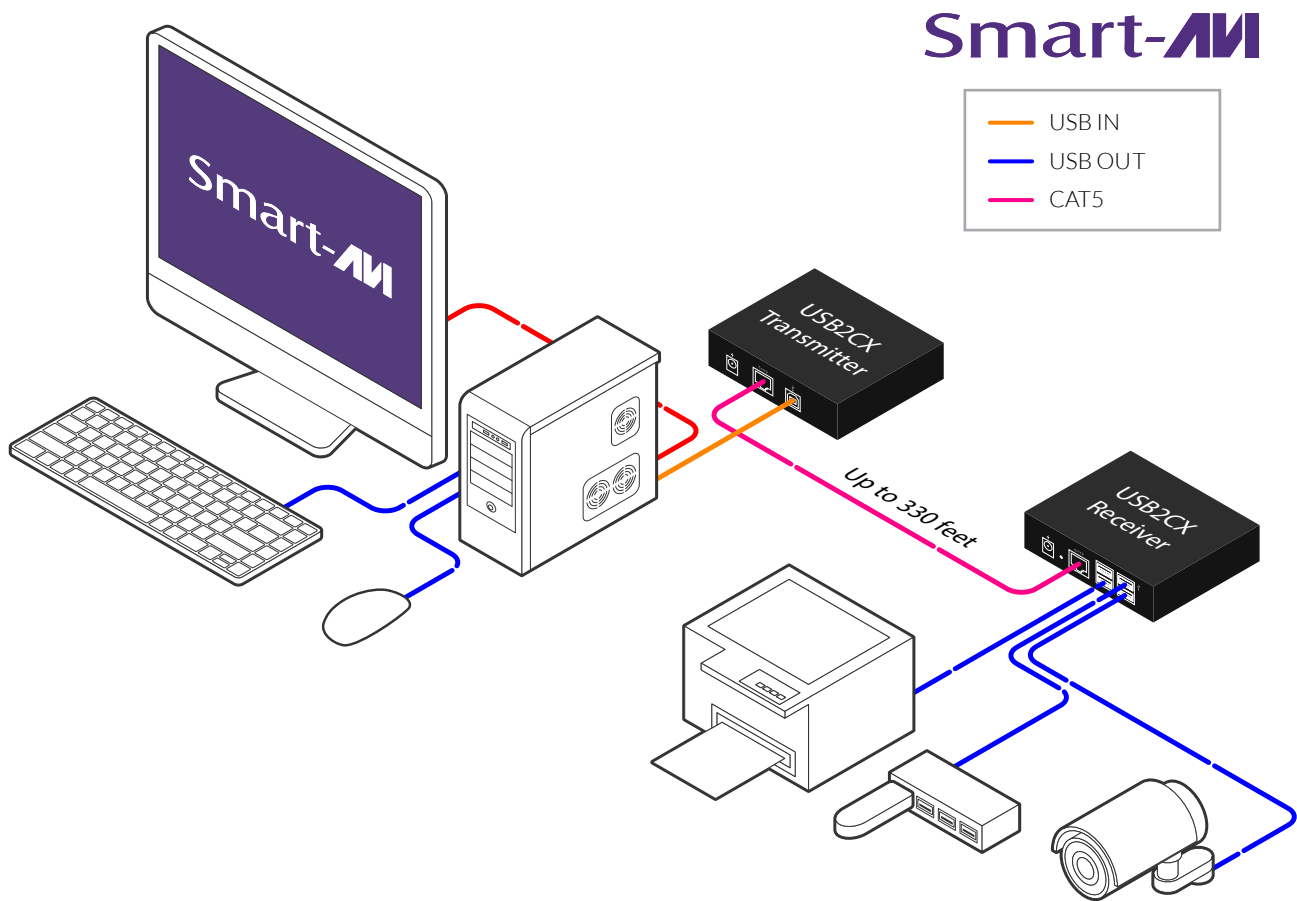 Smart-AVI
USB IN
USB OUT
CAT5
Smart-AVI
USB2CX
Transmitter
Up to 330 feet
USB2CX
Receiver